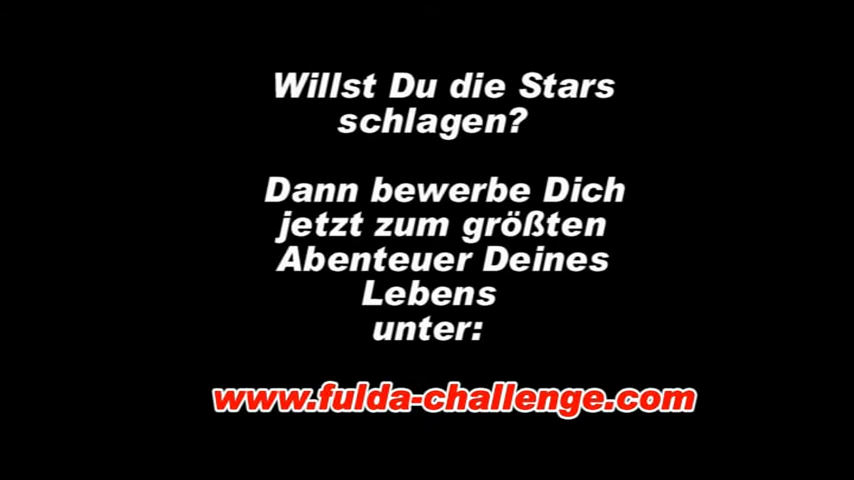 Willst Du die Stars
schlagen?
Dann bewerbe Dich
jetzt zum größten
Abenteuer Deines
Lebens
unter:
www.fulda-challenge.com